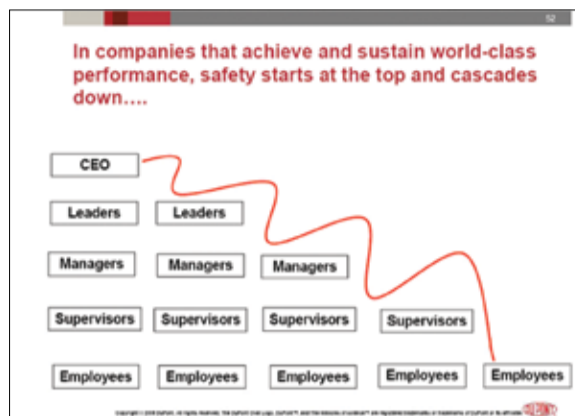 52
In companies that achieve and sustain world-class
performance, safety starts at the top and cascades
down....
CEO
Leaders Leaders
Managers Managers Managers
Supervisors Supervisors Supervisors Supervisors
Employees Employees Employees Employees Employees